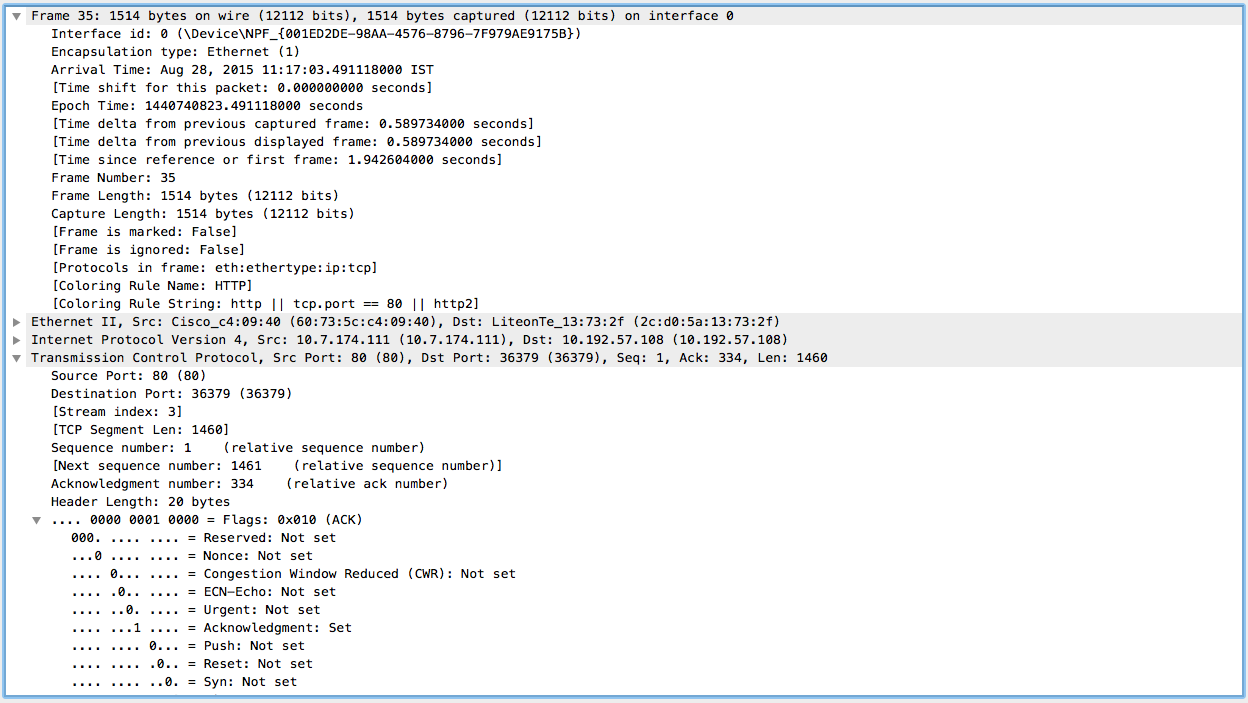 Frame 35: 1514 bytes on wire (12112 bits), 1514 bytes captured (12112 bits) on interface 0
Interface id: 0 (\Device\NPF_{001ED2DE-98AA-4576-8796-7F979AE9175B})
Encapsulation type: Ethernet (1)
Arrival Time: Aug 28, 2015 11:17:03.491118000 IST
[Time shift for this packet: 0.000000000 seconds]
Epoch Time: 1440740823.491118000 seconds
[Time delta from previous captured frame: 0.589734000 seconds]
[Time delta from previous displayed frame: 0.589734000 seconds]
[Time since reference or first frame: 1.942604000 seconds]
Frame Number: 35
Frame Length: 1514 bytes (12112 bits)
Capture Length: 1514 bytes (12112 bits)
[Frame is marked: False]
[Frame is ignored: False]
[Protocols in frame: eth:ethertype:ip:tcp]
[Coloring Rule Name: HTTP]
[Coloring Rule String: http || tcp.port == 80 || http2]
Ethernet II, Src: Cisco_c4:09:40 (60:73:5c:c4:09:40), Dst: LiteonTe_13:73:2f (2c:d0:5a:13:73:2f)
Internet Protocol Version 4, Src: 10.7.174.111 (10.7.174.111), Dst: 10.192.57.108 (10.192.57.108)
Transmission Control Protocol, Src Port: 80 (80), Dst Port: 36379 (36379), Seq: 1, Ack: 334, Len: 1460
Source Port: 80 (80)
Destination Port: 36379 (36379)
[Stream index: 3]
[TCP Segment Len: 1460]
Sequence number: 1    (relative sequence number)
[Next sequence number: 1461    (relative sequence number)]
Acknowledgment number: 334    (relative ack number)
Header Length: 20 bytes
.... 0000 0001 0000 = Flags: 0x010 (ACK)
000. .... .... = Reserved: Not set
...0 .... .... = Nonce: Not set
.... 0... .... = Congestion Window Reduced (CWR): Not set
.... .0.. .... = ECN-Echo: Not set
.... ..0. .... = Urgent: Not set
.... ...1 .... = Acknowledgment: Set
.... .... 0... = Push: Not set
.... .... .0.. = Reset: Not set
.... .... ..0. = Syn: Not set